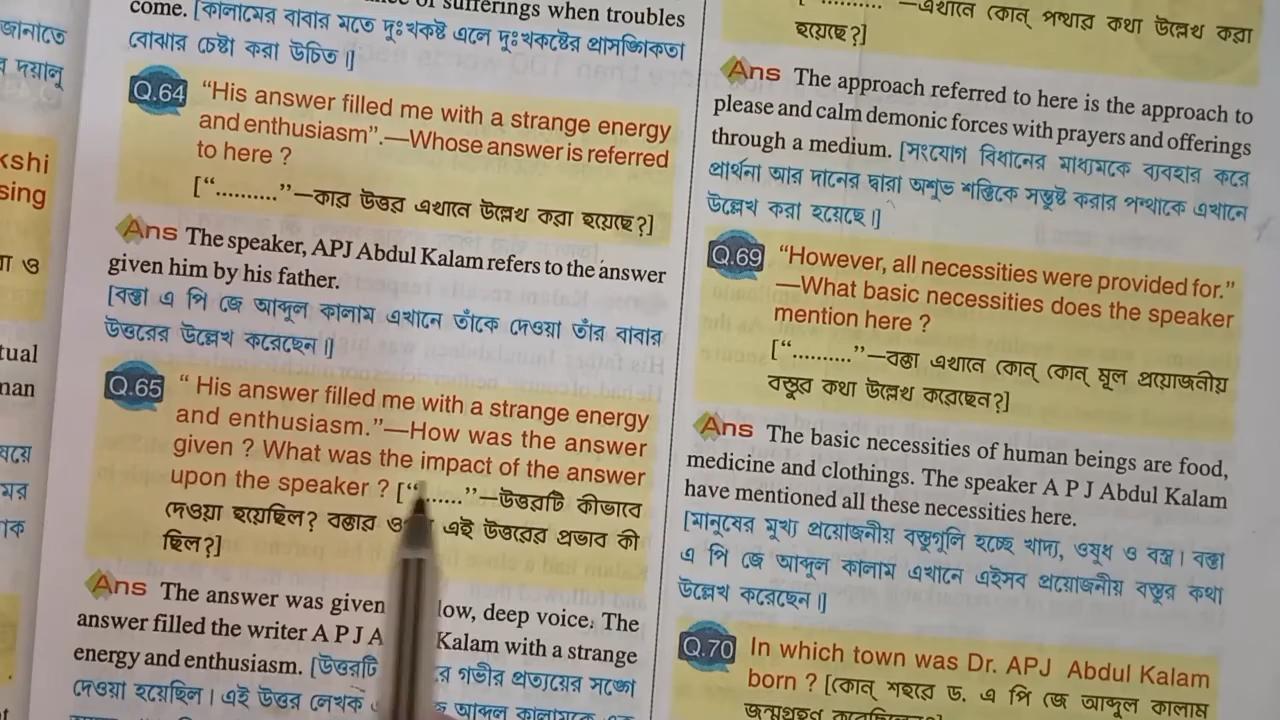 জানাতে
দয়ালু
kshi
sing
ও
tual
nan
sufferings when troubles
come. [কালামের বাবার মতে দুঃখকষ্ট এলে দুঃখকষ্টের প্রাসঙ্গিকতা
বোঝার চেষ্টা করা উচিত।]
Q.64 “His answer filled me with a strange energy
and enthusiasm”.—Whose answer is referred
to here ?
[“..........”—কার উত্তর এখানে উল্লেখ করা হয়েছে?]
Ans The speaker, APJ Abdul Kalam refers to the answer
given him by his father.
[বক্তা এ পি জে আব্দুল কালাম এখানে তাঁকে দেওয়া তাঁর বাবার
উত্তরের উল্লেখ করেছেন।]
Q.65 “ His answer filled me with a strange energy
and enthusiasm.”—How was the answer
given ? What was the impact of the answer
upon the speaker ? [“.......”—উত্তরটি কীভাবে
দেওয়া হয়েছিল? বক্তার এই উত্তরের প্রভাব কী
ছিল?]
Ans The answer was given low, deep voice. The
answer filled the writer A P J A Kalam with a strange
energy and enthusiasm. [উত্তরটি গভীর প্রত্যয়ের সঙ্গে
দেওয়া হয়েছিল। এই উত্তর লেখক আব্দুল কালামকে এক
—এখানে কোন্ পন্থার কথা উল্লেখ করা
হয়েছে?]
Ans The approach referred to here is the approach to
please and calm demonic forces with prayers and offerings
through a medium. [সংযোগ বিধানের মাধ্যমকে ব্যবহার করে
প্রার্থনা আর দানের দ্বারা অশুভ শক্তিকে সন্তুষ্ট করার পন্থাকে এখানে
উল্লেখ করা হয়েছে।]
Q.69 “However, all necessities were provided for.”
—What basic necessities does the speaker
mention here ?
[“..........”—বক্তা এখানে কোন্ কোন্ মূল প্রয়োজনীয়
বস্তুর কথা উল্লেখ করেছেন?]
Ans The basic necessities of human beings are food,
medicine and clothings. The speaker A P J Abdul Kalam
have mentioned all these necessities here.
[মানুষের মুখ্য প্রয়োজনীয় বস্তুগুলি হচ্ছে খাদ্য, ওষুধ ও বস্ত্র। বক্তা
এ পি জে আব্দুল কালাম এখানে এইসব প্রয়োজনীয় বস্তুর কথা
উল্লেখ করেছেন।]
Q.70 In which town was Dr. APJ Abdul Kalam
born ? [কোন্ শহরে ড. এ পি জে আব্দুল কালাম